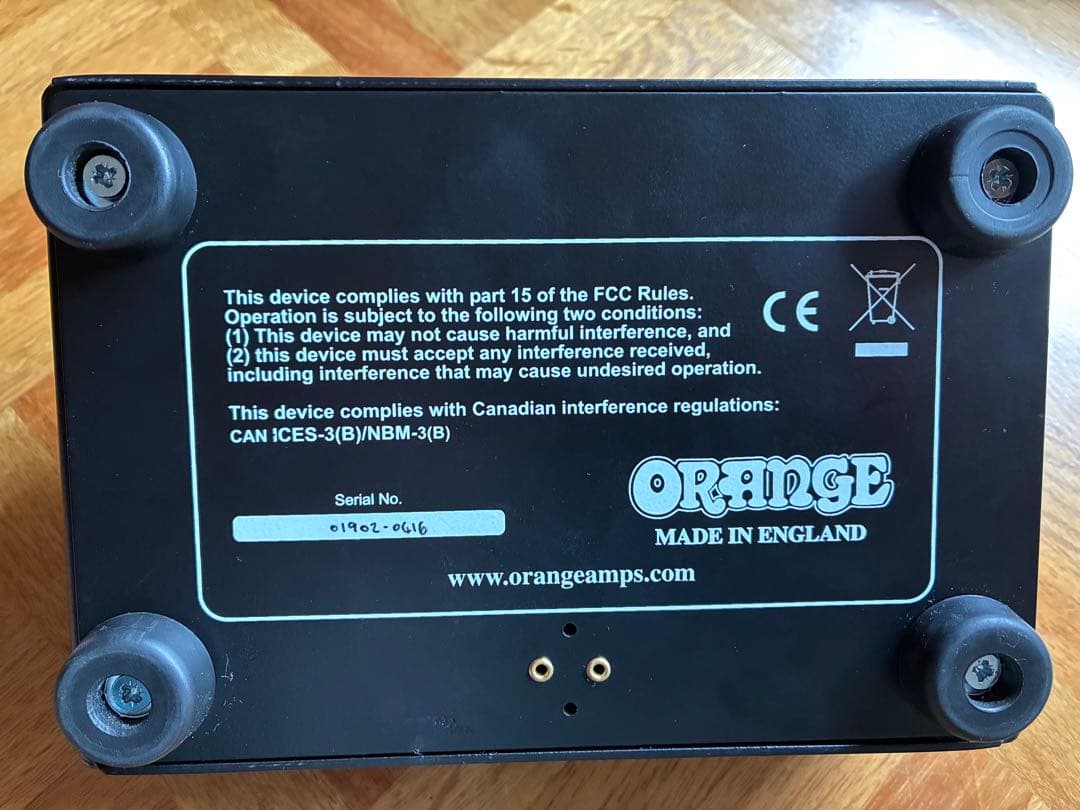 This device complies with part 15 of the FCC Rules.
Operation is subject to the following two conditions:
(1) This device may not cause harmful interference, and
(2) this device must accept any interference received,
including interference that may cause undesired operation.
CE
This device complies with Canadian interference regulations:
CAN ICES-3(B)/NBM-3(B)
Serial No.
01902-0416
ORANGE
MADE IN ENGLAND
www.orangeamps.com